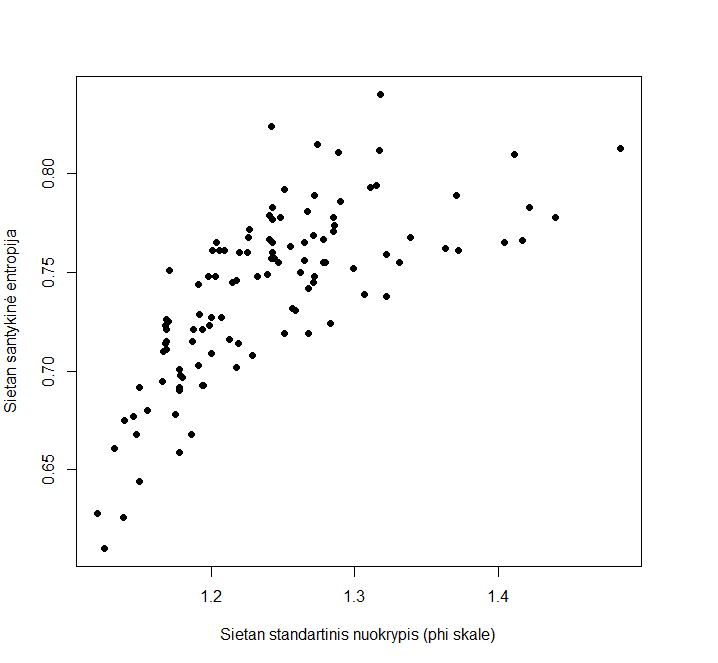 Sietan santykinė entropija
0.80
0.75
0.70
0.65
1.2 1.3 1.4
Sietan standartinis nuokrypis (phi skale)